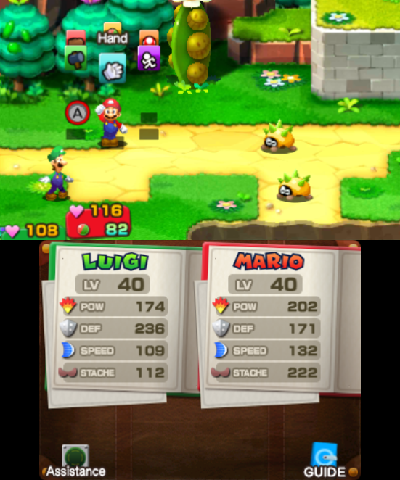 Hand
A
116
108 82
LUIGI MARIO
LV 40 LV 40
POW 174 POW 202
DEF 236 DEF 171
SPEED 109 SPEED 132
STACHE 112 STACHE 222
Assistance GUIDE